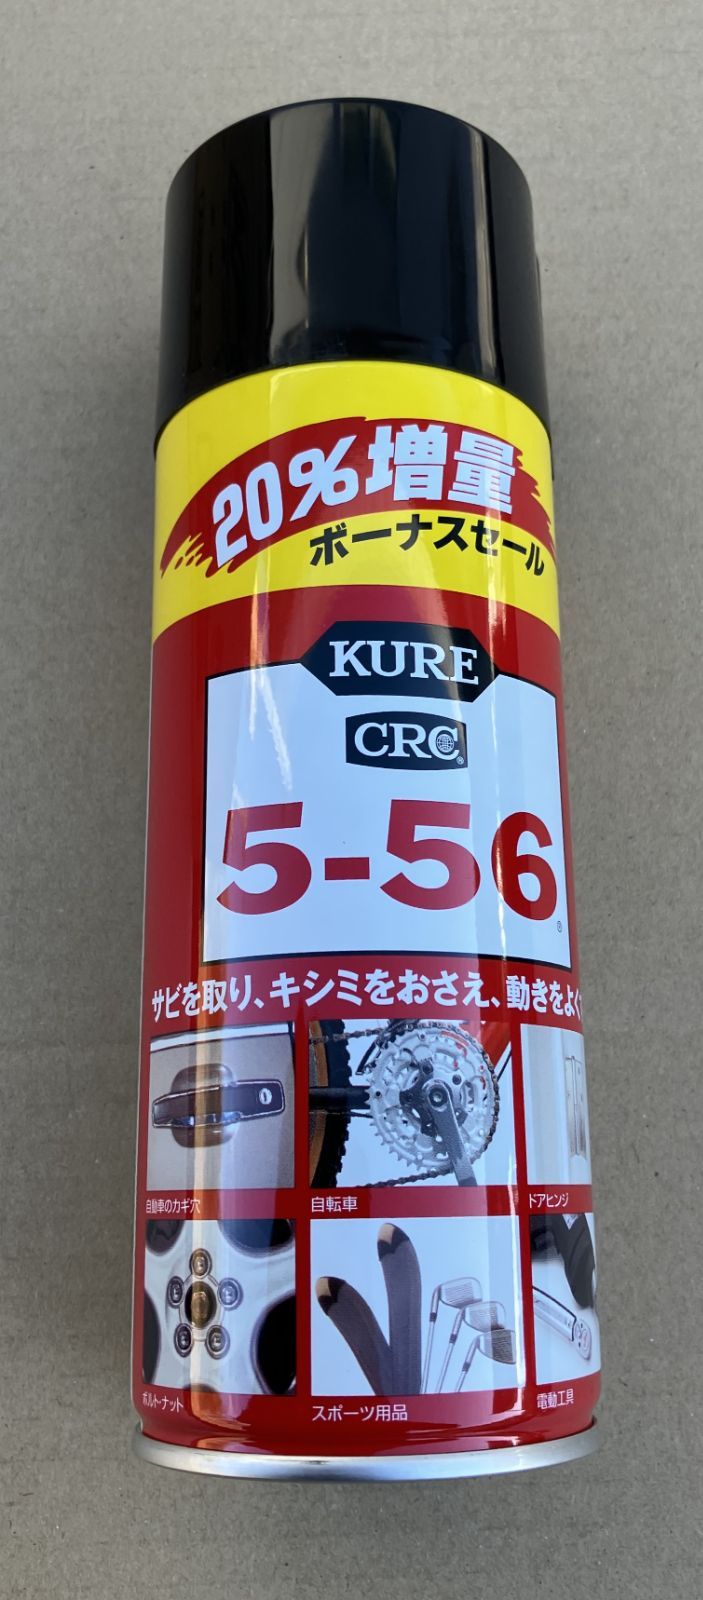 20%増量
ボーナスセール
KURE
CRC®
5-56®
サビを取り、キシミをおさえ、動きをよく
自動車のカギ穴 自転車 ドアヒンジ
ボルト・ナット スポーツ用品 電動工具